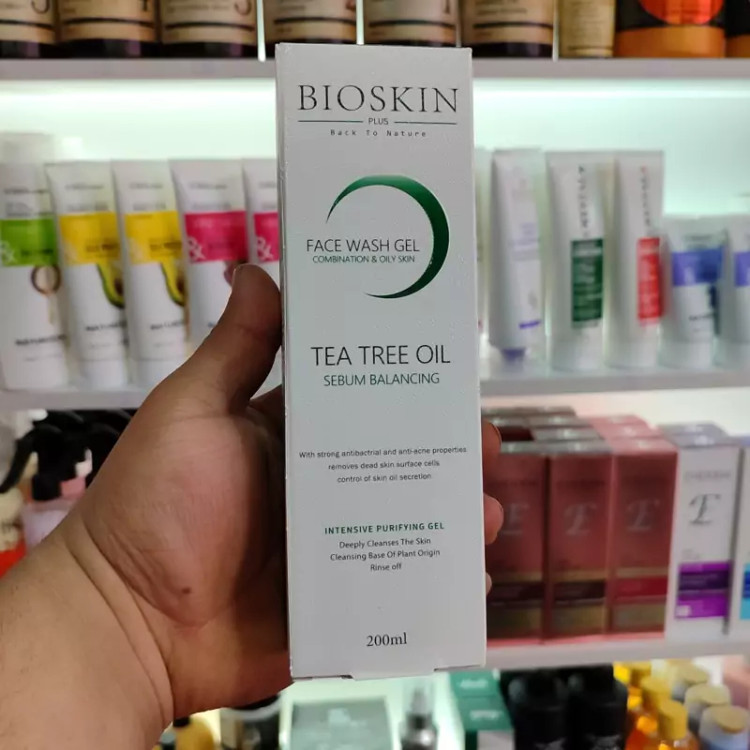 BIOSKIN
PLUS
Back To Nature
FACE WASH GEL
COMBINATION & OILY SKIN
TEA TREE OIL
SEBUM BALANCING
With strong antibactrial and anti-acne properties
removes dead skin surface cells
control of skin oil secretion
INTENSIVE PURIFYING GEL
Deeply Cleanses The Skin
Cleansing Base Of Plant Origin
Rinse off
200ml